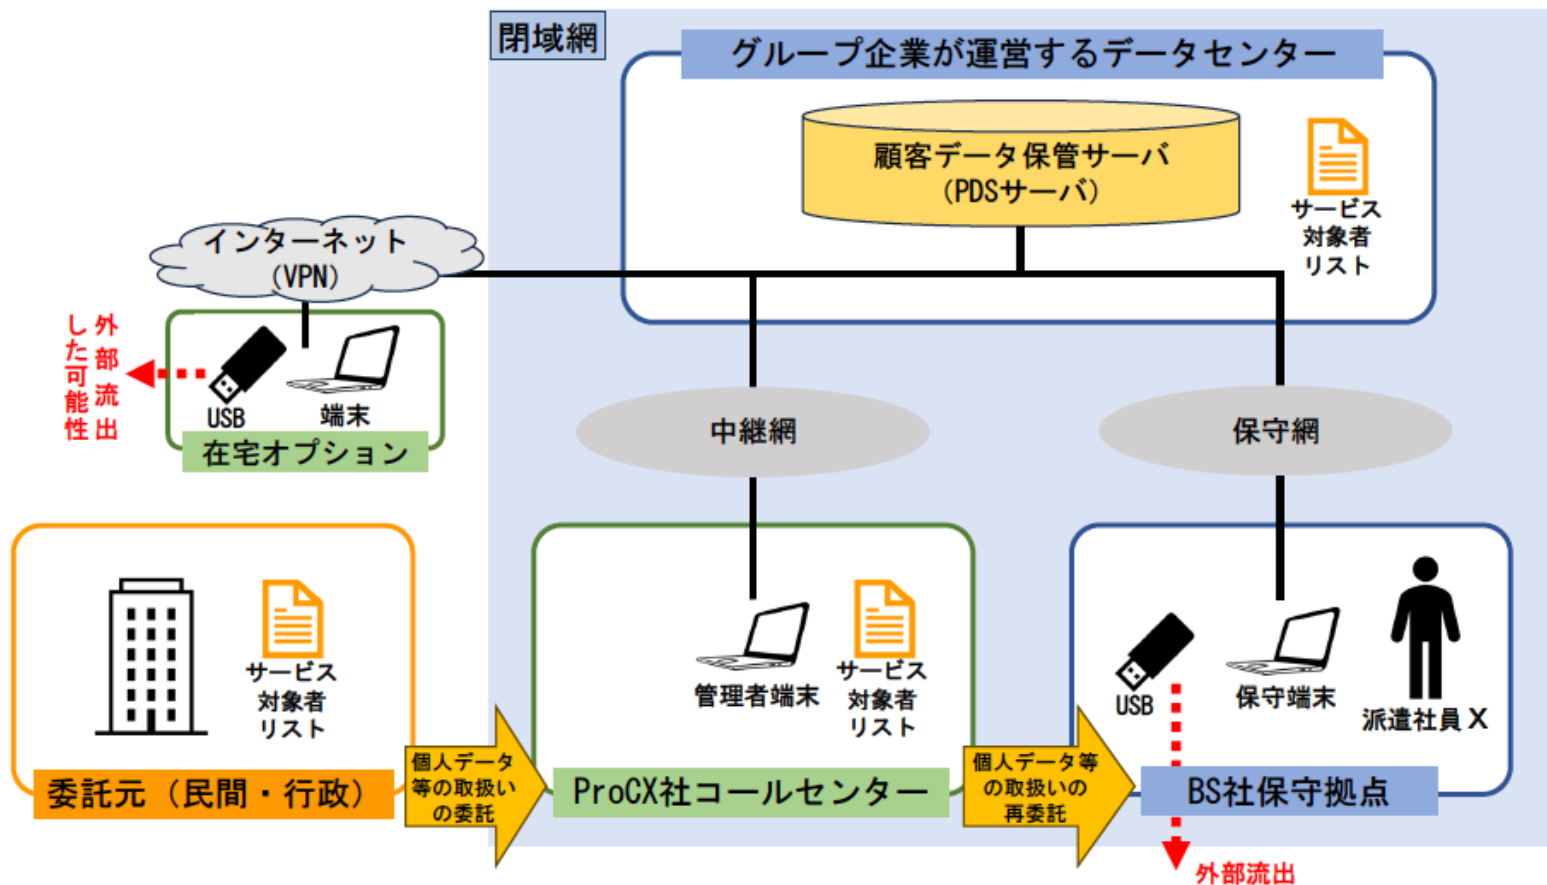 閉域網
グループ企業が運営するデータセンター
顧客データ保管サーバ
（PDSサーバ）
サービス
対象者
リスト
インターネット
（VPN）
外部流出
した可能性
USB
端末
在宅オプション
中継網
保守網
サービス
対象者
リスト
委託元（民間・行政）
個人データ
等の取扱い
の委託
管理者端末
サービス
対象者
リスト
ProCX社コールセンター
個人データ等
の取扱いの
再委託
USB
保守端末
派遣社員X
BS社保守拠点
外部流出